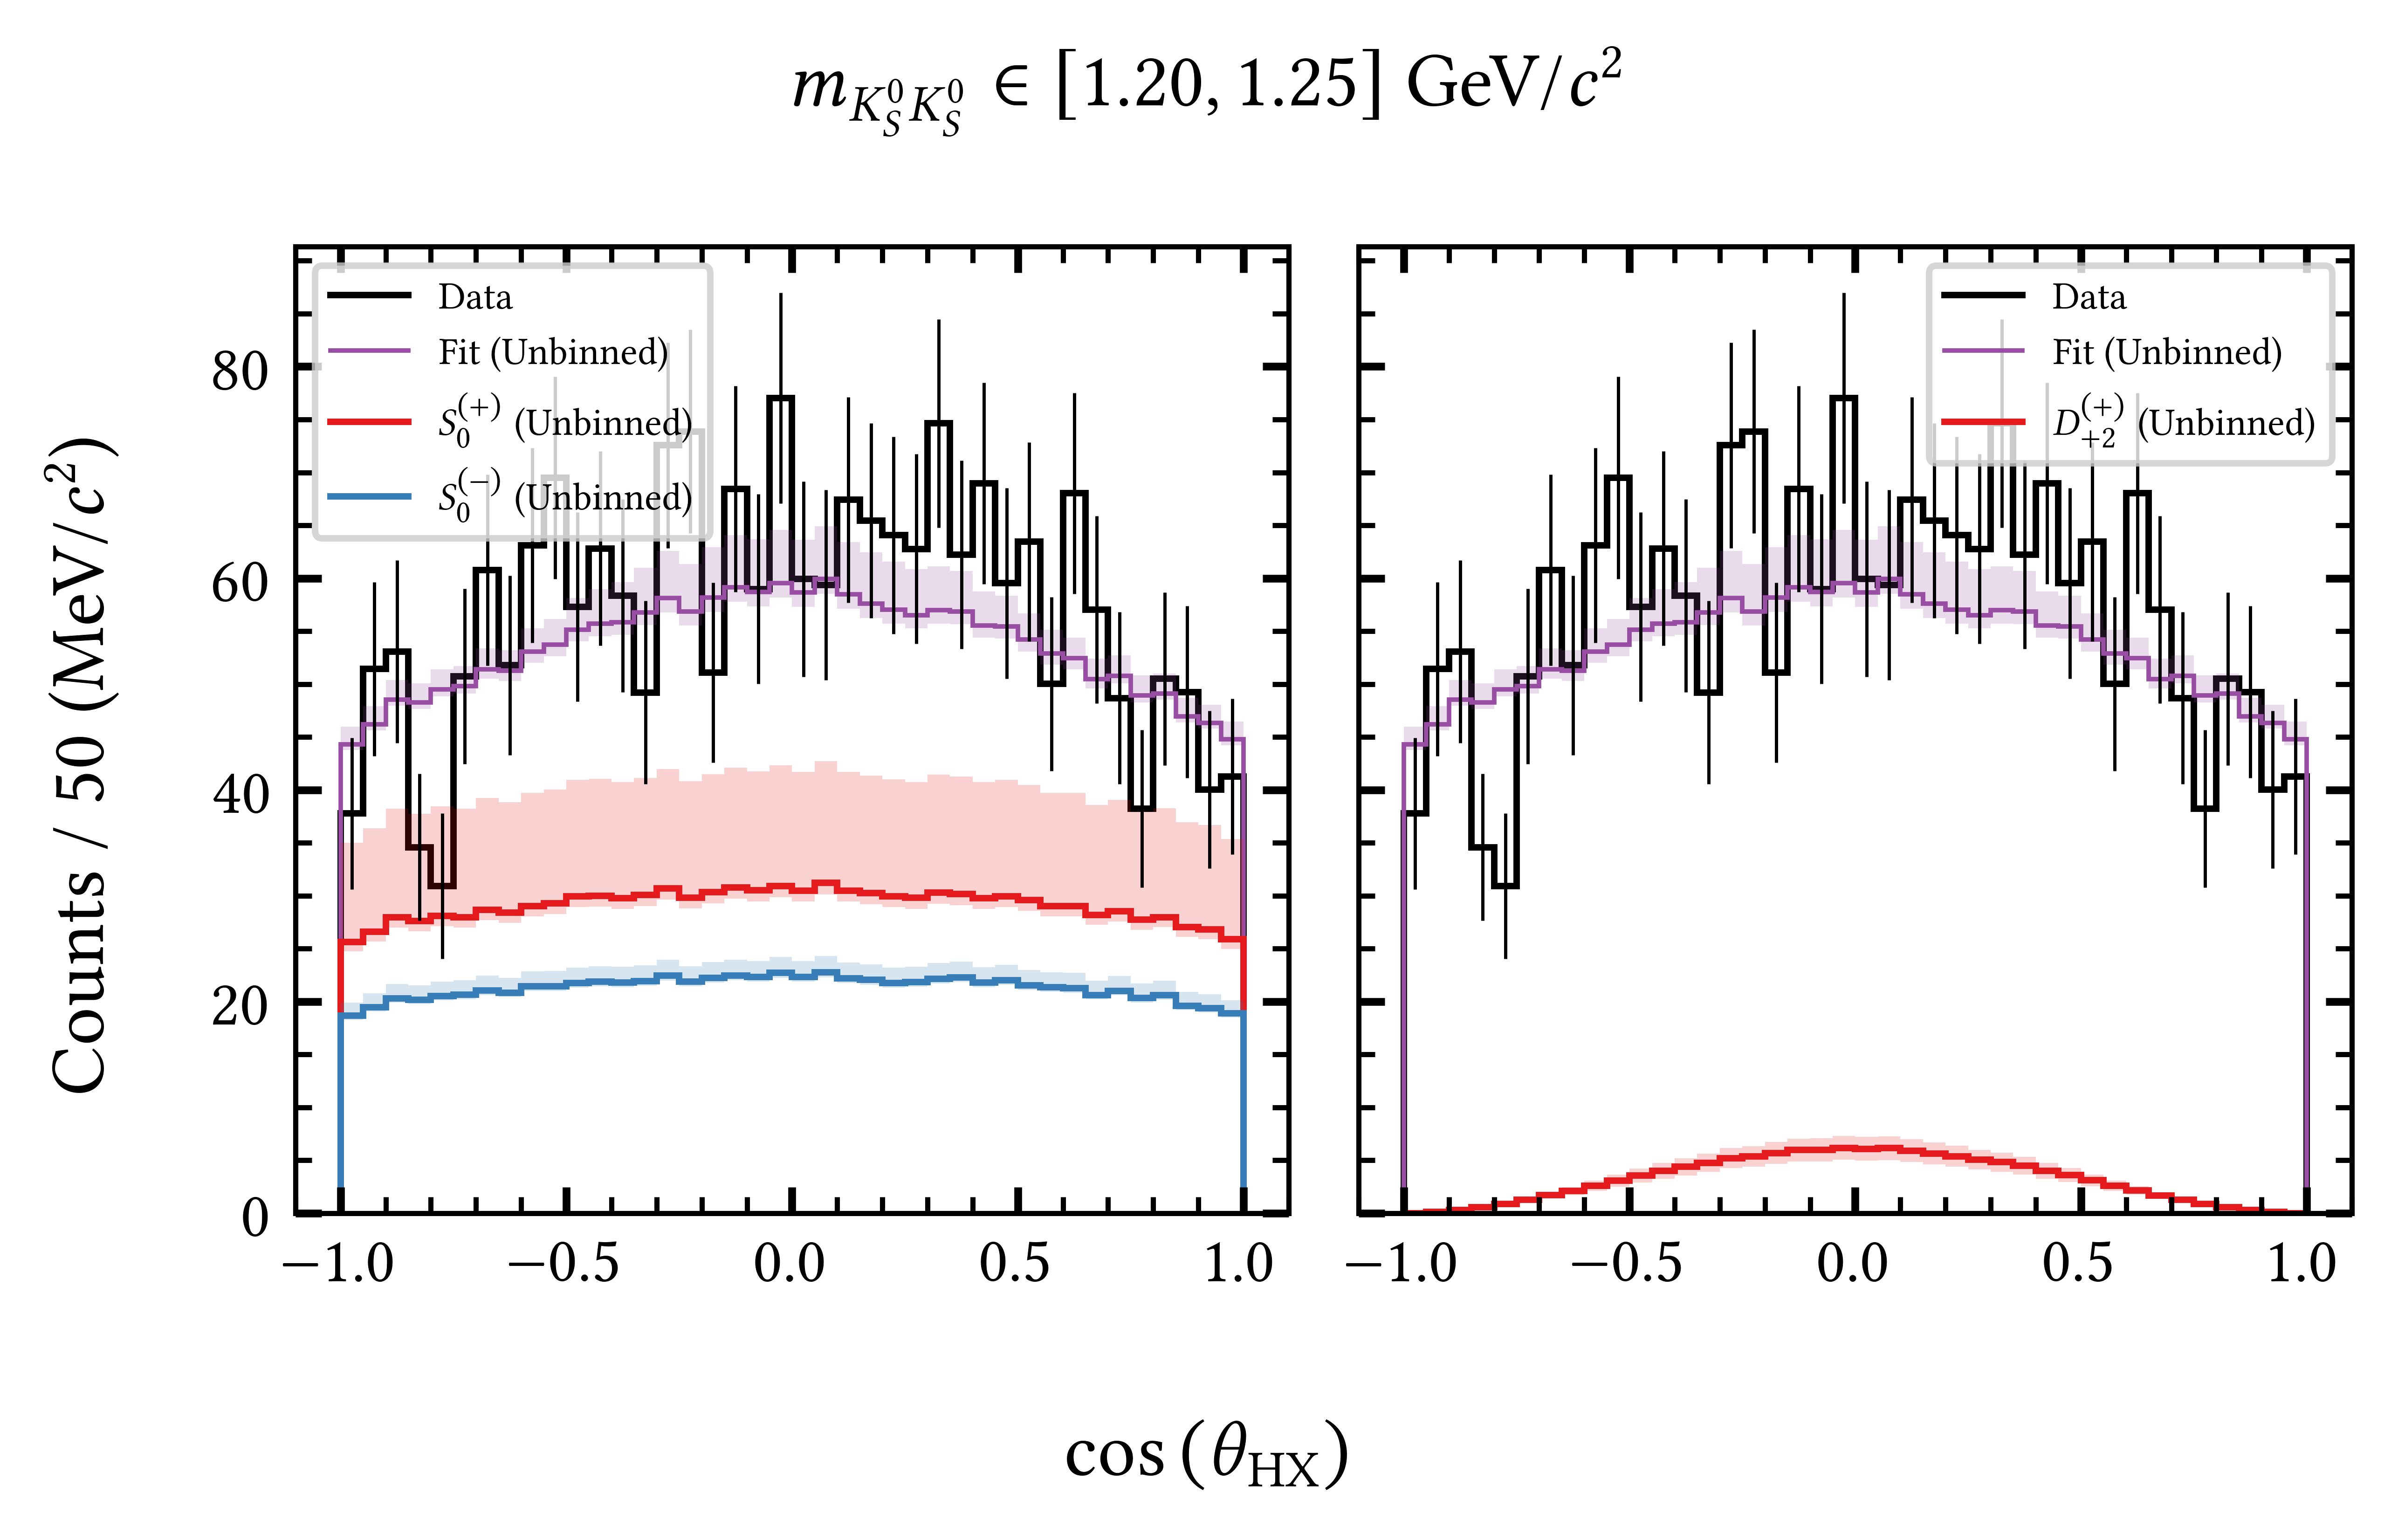 m_{K_S^0 K_S^0} ∈ [1.20, 1.25] GeV/c²
Counts / 50 (MeV/c²)
80
60
40
20
0
Data
Fit (Unbinned)
S_0^{(+)} (Unbinned)
S_0^{(−)} (Unbinned)
−1.0 −0.5 0.0 0.5 1.0
Data
Fit (Unbinned)
D_{+2}^{(+)} (Unbinned)
−1.0 −0.5 0.0 0.5 1.0
cos (θ_{HX})